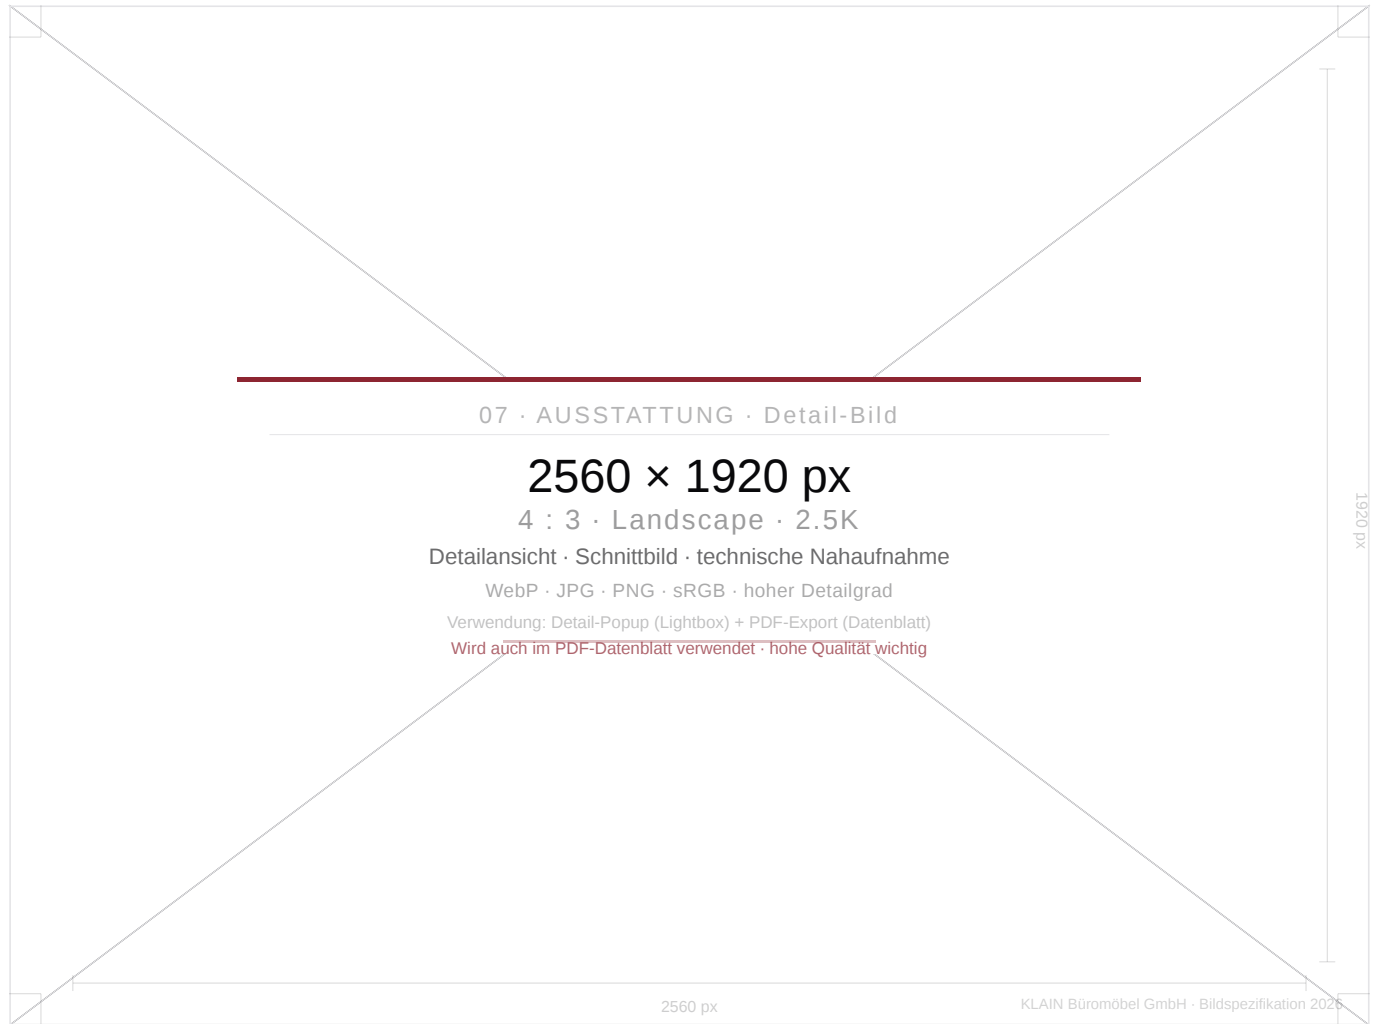 07 · AUSSTATTUNG · Detail-Bild
2560 × 1920 px
4 : 3 · Landscape · 2.5K
Detailansicht · Schnittbild · technische Nahaufnahme
WebP · JPG · PNG · sRGB · hoher Detailgrad
Verwendung: Detail-Popup (Lightbox) + PDF-Export (Datenblatt)
Wird auch im PDF-Datenblatt verwendet · hohe Qualität wichtig
1920 px
2560 px
KLAIN Büromöbel GmbH · Bildspezifikation 2026